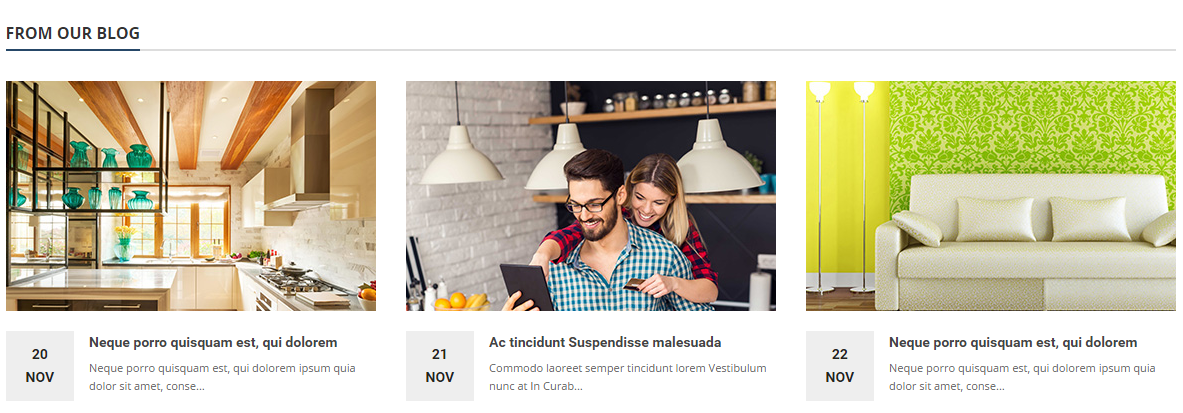 FROM OUR BLOG
20
NOV
Neque porro quisquam est, qui dolorem
Neque porro quisquam est, qui dolorem ipsum quia
dolor sit amet, conse...
21
NOV
Ac tincidunt Suspendisse malesuada
Commodo laoreet semper tincidunt lorem Vestibulum
nunc at In Curab...
22
NOV
Neque porro quisquam est, qui dolorem
Neque porro quisquam est, qui dolorem ipsum quia
dolor sit amet, conse...